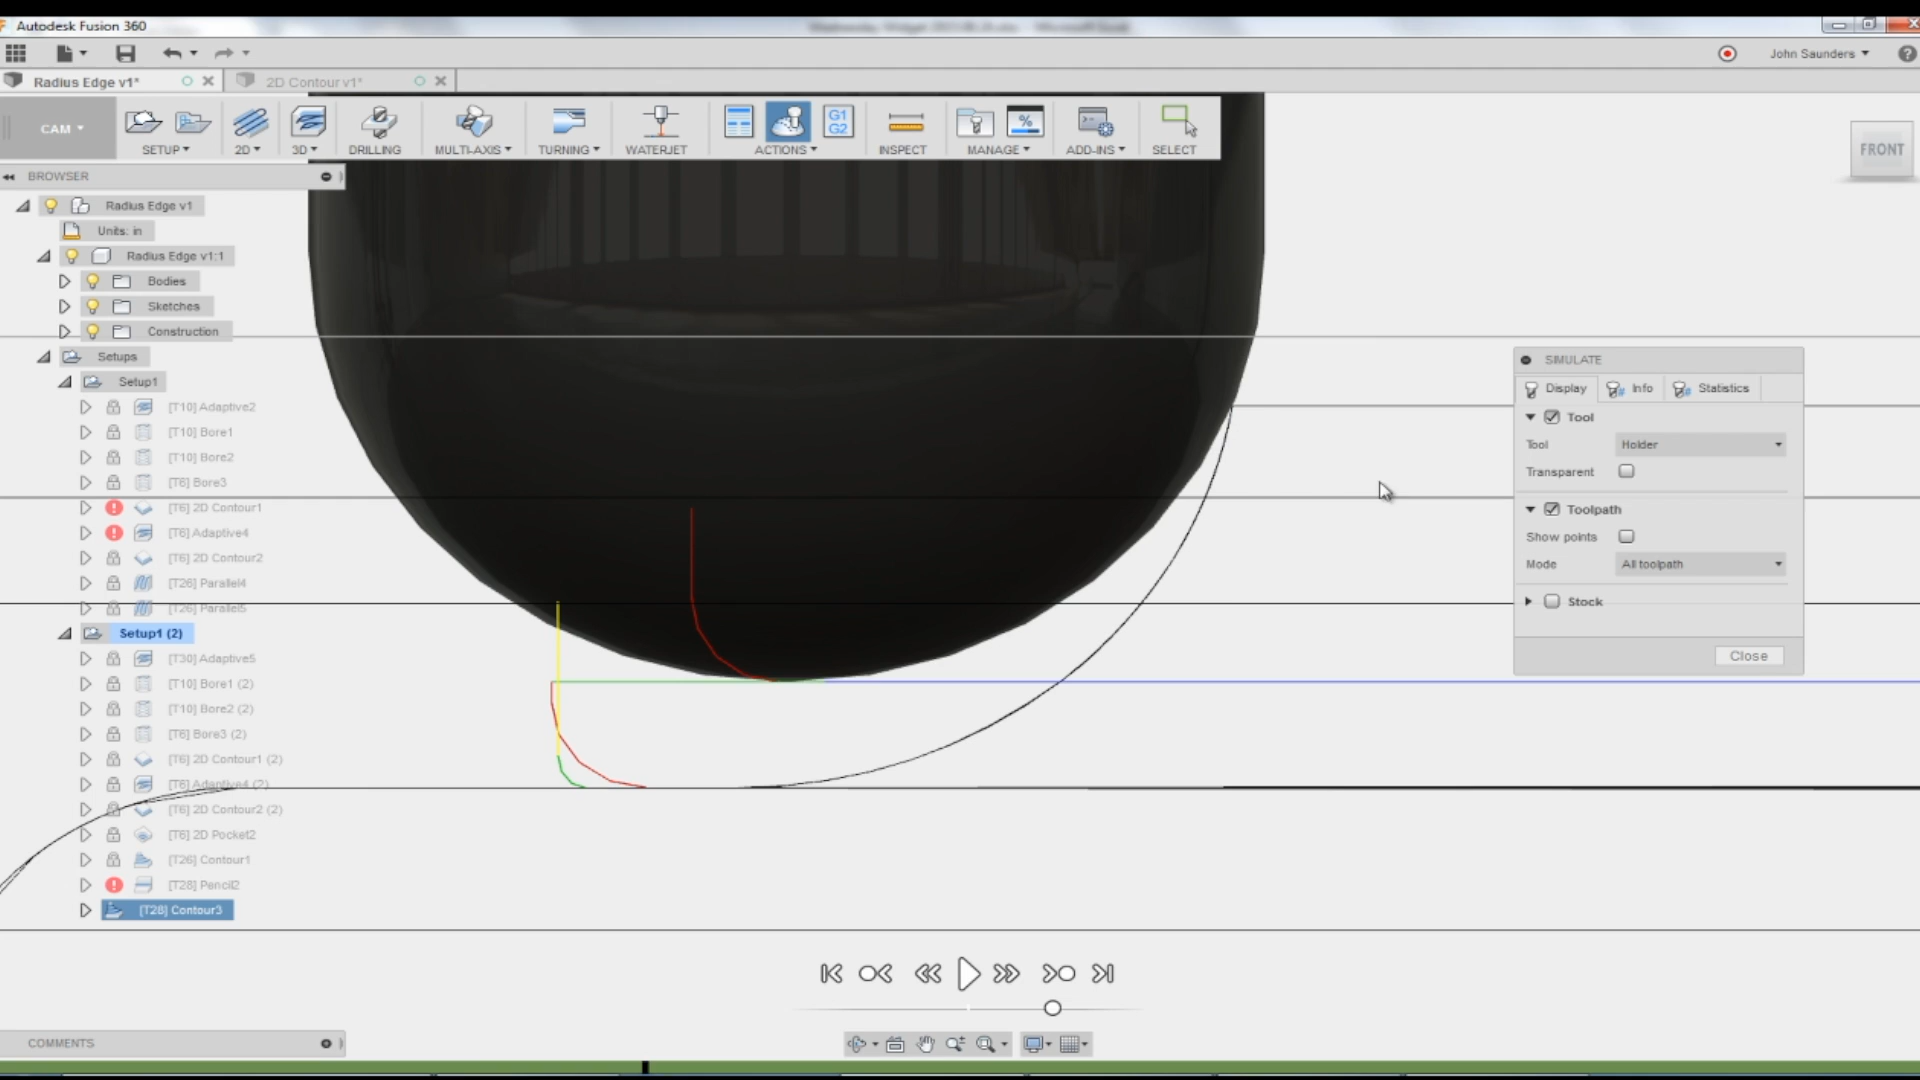 Autodesk Fusion 360
John Saunders
Radius Edge v1*
2D Contour v1*
CAM
SETUP
2D
3D
DRILLING
MULTI-AXIS
TURNING
WATERJET
G1
G2
ACTIONS
INSPECT
MANAGE
ADD-INS
SELECT
FRONT
BROWSER
Radius Edge v1
Units: in
Radius Edge v1:1
Bodies
Sketches
Construction
Setups
Setup1
[T10] Adaptive2
[T10] Bore1
[T10] Bore2
[T6] Bore3
[T6] 2D Contour1
[T6] Adaptive4
[T6] 2D Contour2
[T26] Parallel4
[T26] Parallel5
Setup1 (2)
[T30] Adaptive5
[T10] Bore1 (2)
[T10] Bore2 (2)
[T6] Bore3 (2)
[T6] 2D Contour1 (2)
[T6] Adaptive4 (2)
[T6] 2D Contour2 (2)
[T6] 2D Pocket2
[T26] Contour1
[T28] Pencil2
[T28] Contour3
SIMULATE
Display
Info
Statistics
Tool
Tool
Holder
Transparent
Toolpath
Show points
Mode
All toolpath
Stock
Close
COMMENTS